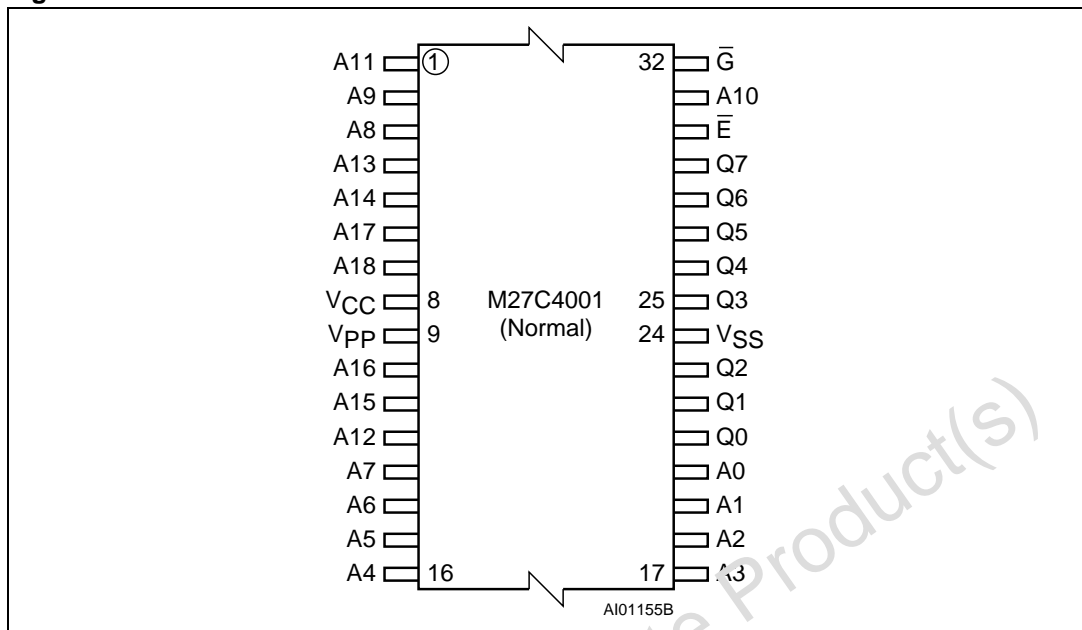 A11 1 32 G̅
A9 A10
A8 E̅
A13 Q7
A14 Q6
A17 Q5
A18 Q4
VCC 8 M27C4001 25 Q3
VPP 9 (Normal) 24 VSS
A16 Q2
A15 Q1
A12 Q0
A7 A0
A6 A1
A5 A2
A4 16 17 A3
AI01155B
Product(s)